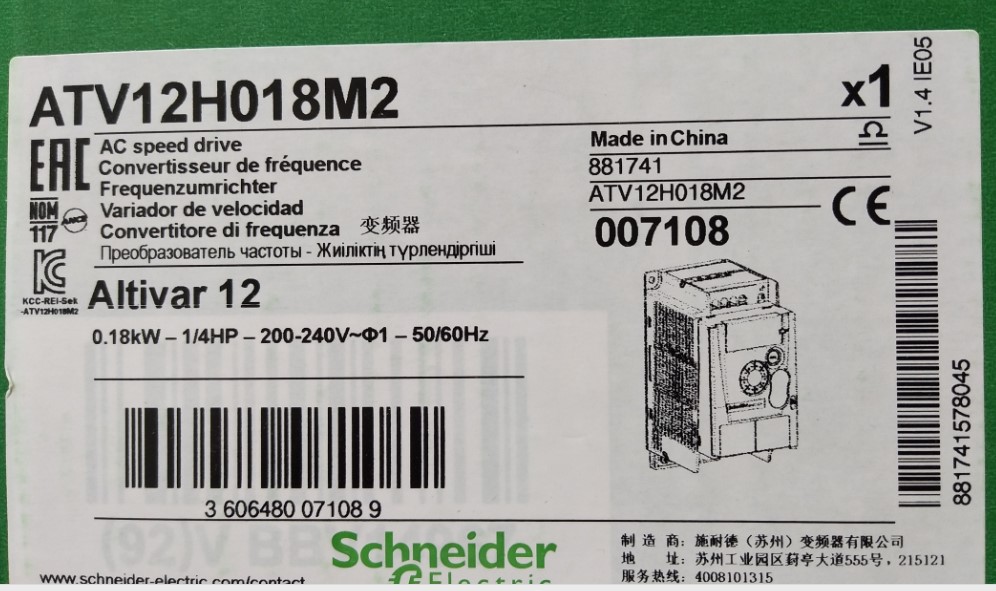 ATV12H018M2
x1
V1.4 IE05
EAC
AC speed drive
Convertisseur de fréquence
Frequenzumrichter
Variador de velocidad
Convertitore di frequenza 变频器
Преобразователь частоты - Жиіліктің түрлендіргіші
NOM
ANCE
117
KCC-REI-Sek
-ATV12H018M2
Made in China
881741
ATV12H018M2
007108
CE
Altivar 12
0.18kW – 1/4HP – 200-240V~Φ1 – 50/60Hz
3 606480 07108 9
881741578045
Schneider
Electric
www.schneider-electric.com/contact
制 造 商：施耐德（苏州）变频器有限公司
地 址：苏州工业园区葑亭大道555号，215121
服务热线：4008101315